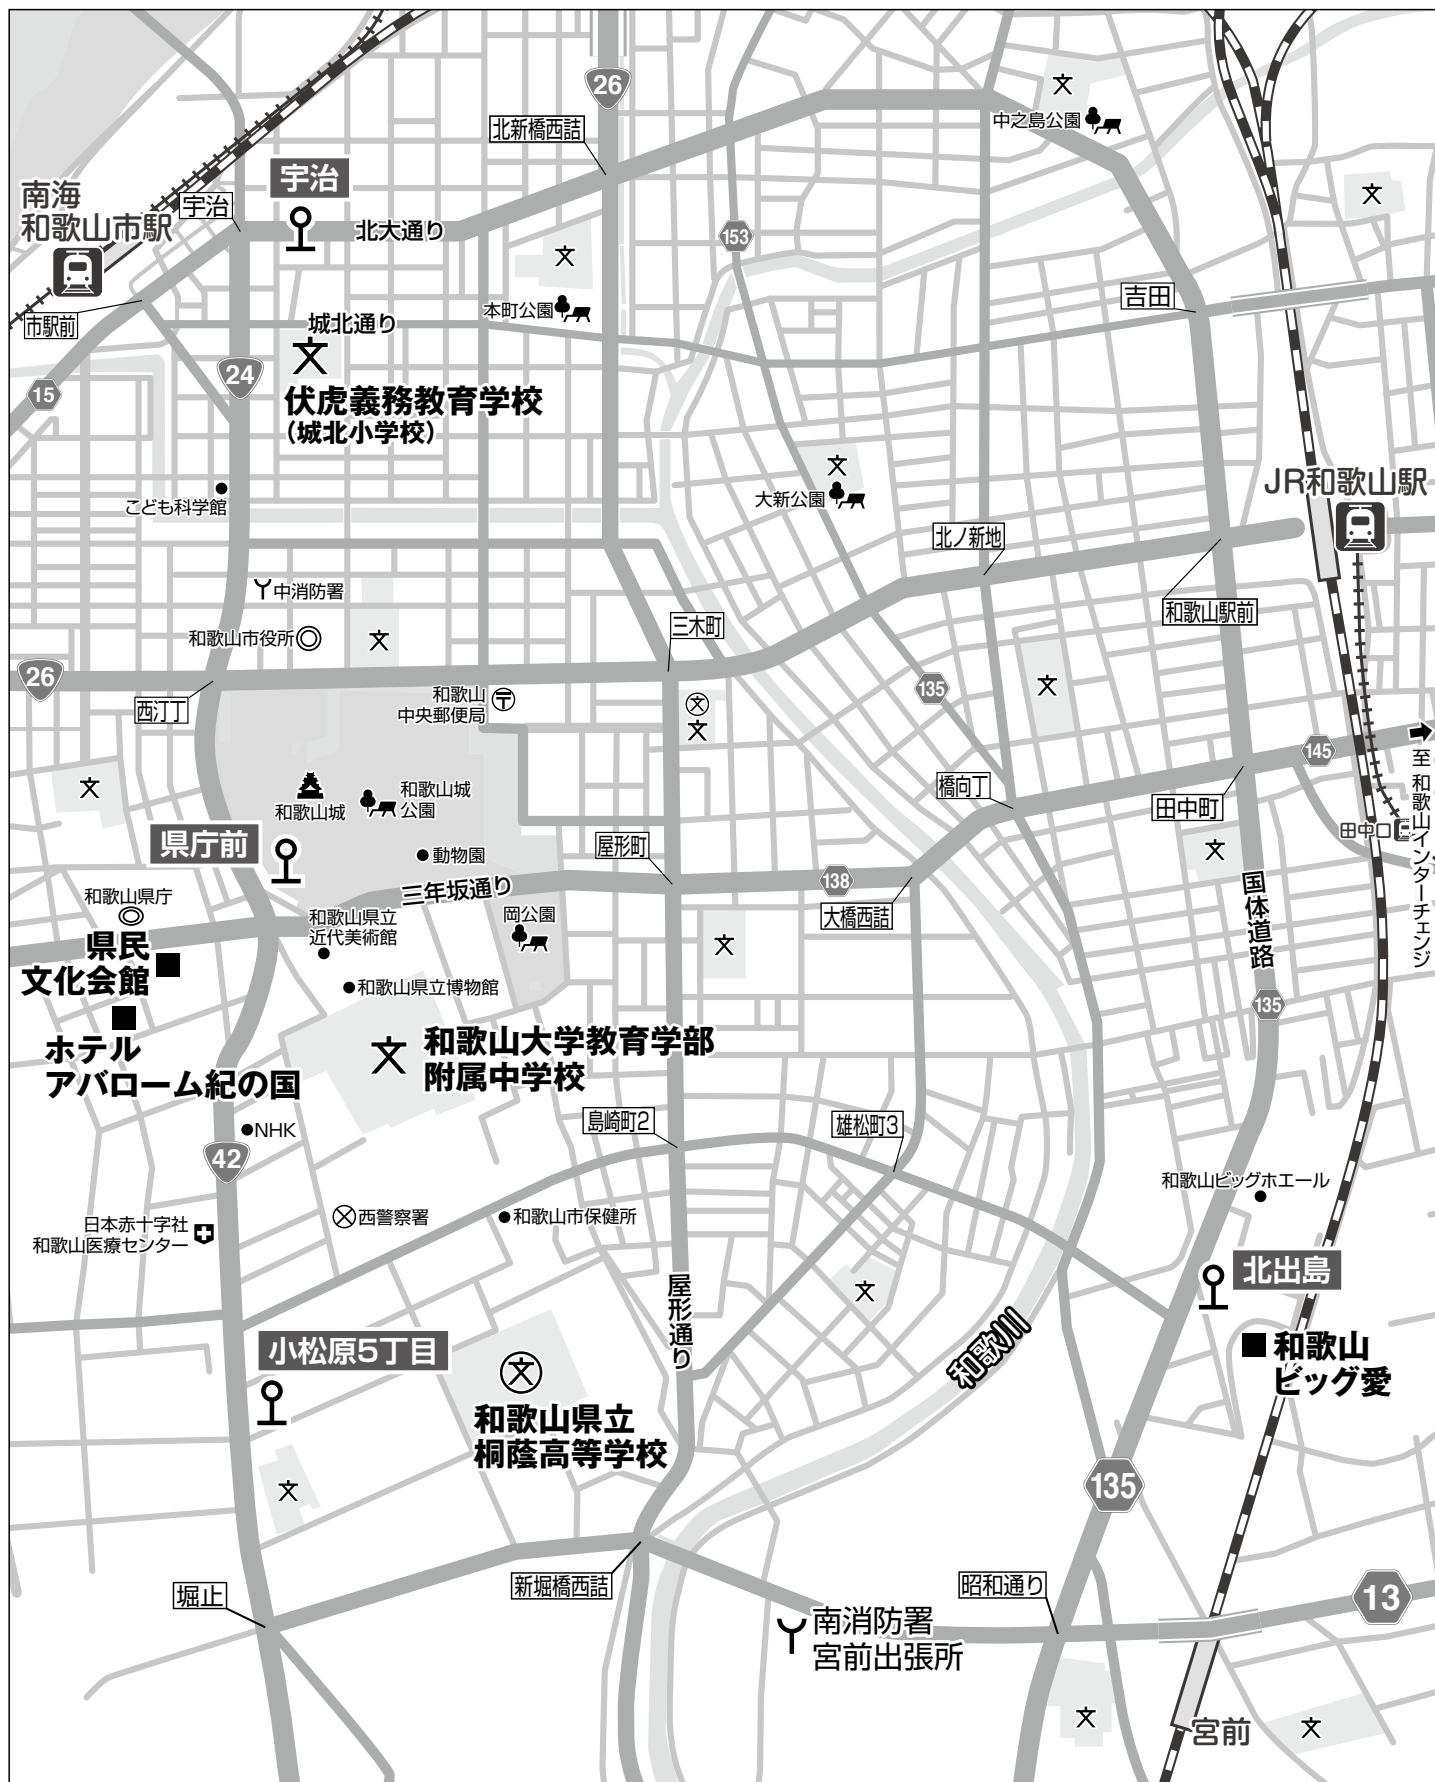 26
北新橋西詰
中之島公園
宇治
南海
和歌山市駅
宇治
北大通り
153
本町公園
吉田
市駅前
城北通り
24
15
伏虎義務教育学校
(城北小学校)
大新公園
JR和歌山駅
こども科学館
北ノ新地
中消防署
和歌山駅前
和歌山市役所
三木町
26
西汀丁
和歌山
中央郵便局
〒
135
145
至 和歌山インターチェンジ
和歌山城
和歌山城
公園
橋向丁
田中町
田中口
県庁前
動物園
屋形町
三年坂通り
138
大橋西詰
国体道路
和歌山県庁
和歌山県立
近代美術館
岡公園
県民
文化会館
和歌山県立博物館
135
ホテル
アバローム紀の国
和歌山大学教育学部
附属中学校
島崎町2
雄松町3
NHK
42
和歌山ビッグホエール
日本赤十字社
和歌山医療センター
西警察署
和歌山市保健所
北出島
屋形通り
和歌川
小松原5丁目
和歌山
ビッグ愛
和歌山県立
桐蔭高等学校
135
堀止
新堀橋西詰
昭和通り
13
南消防署
宮前出張所
宮前